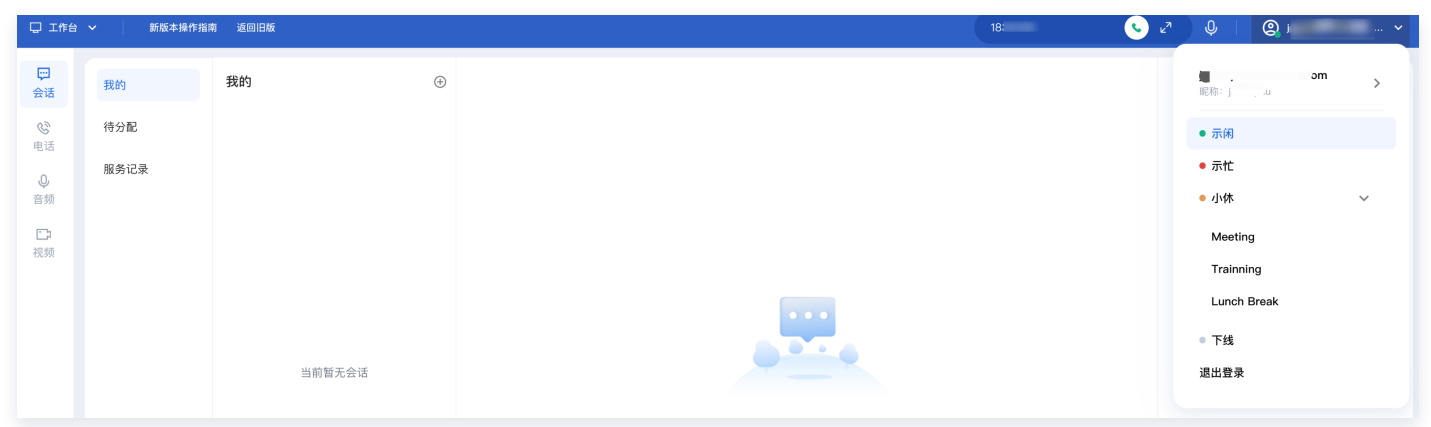 工作台
新版本操作指南
返回旧版
18
会话
电话
音频
视频
我的
待分配
服务记录
我的
当前暂无会话
om
昵称: j
示闲
示忙
小休
Meeting
Trainning
Lunch Break
下线
退出登录